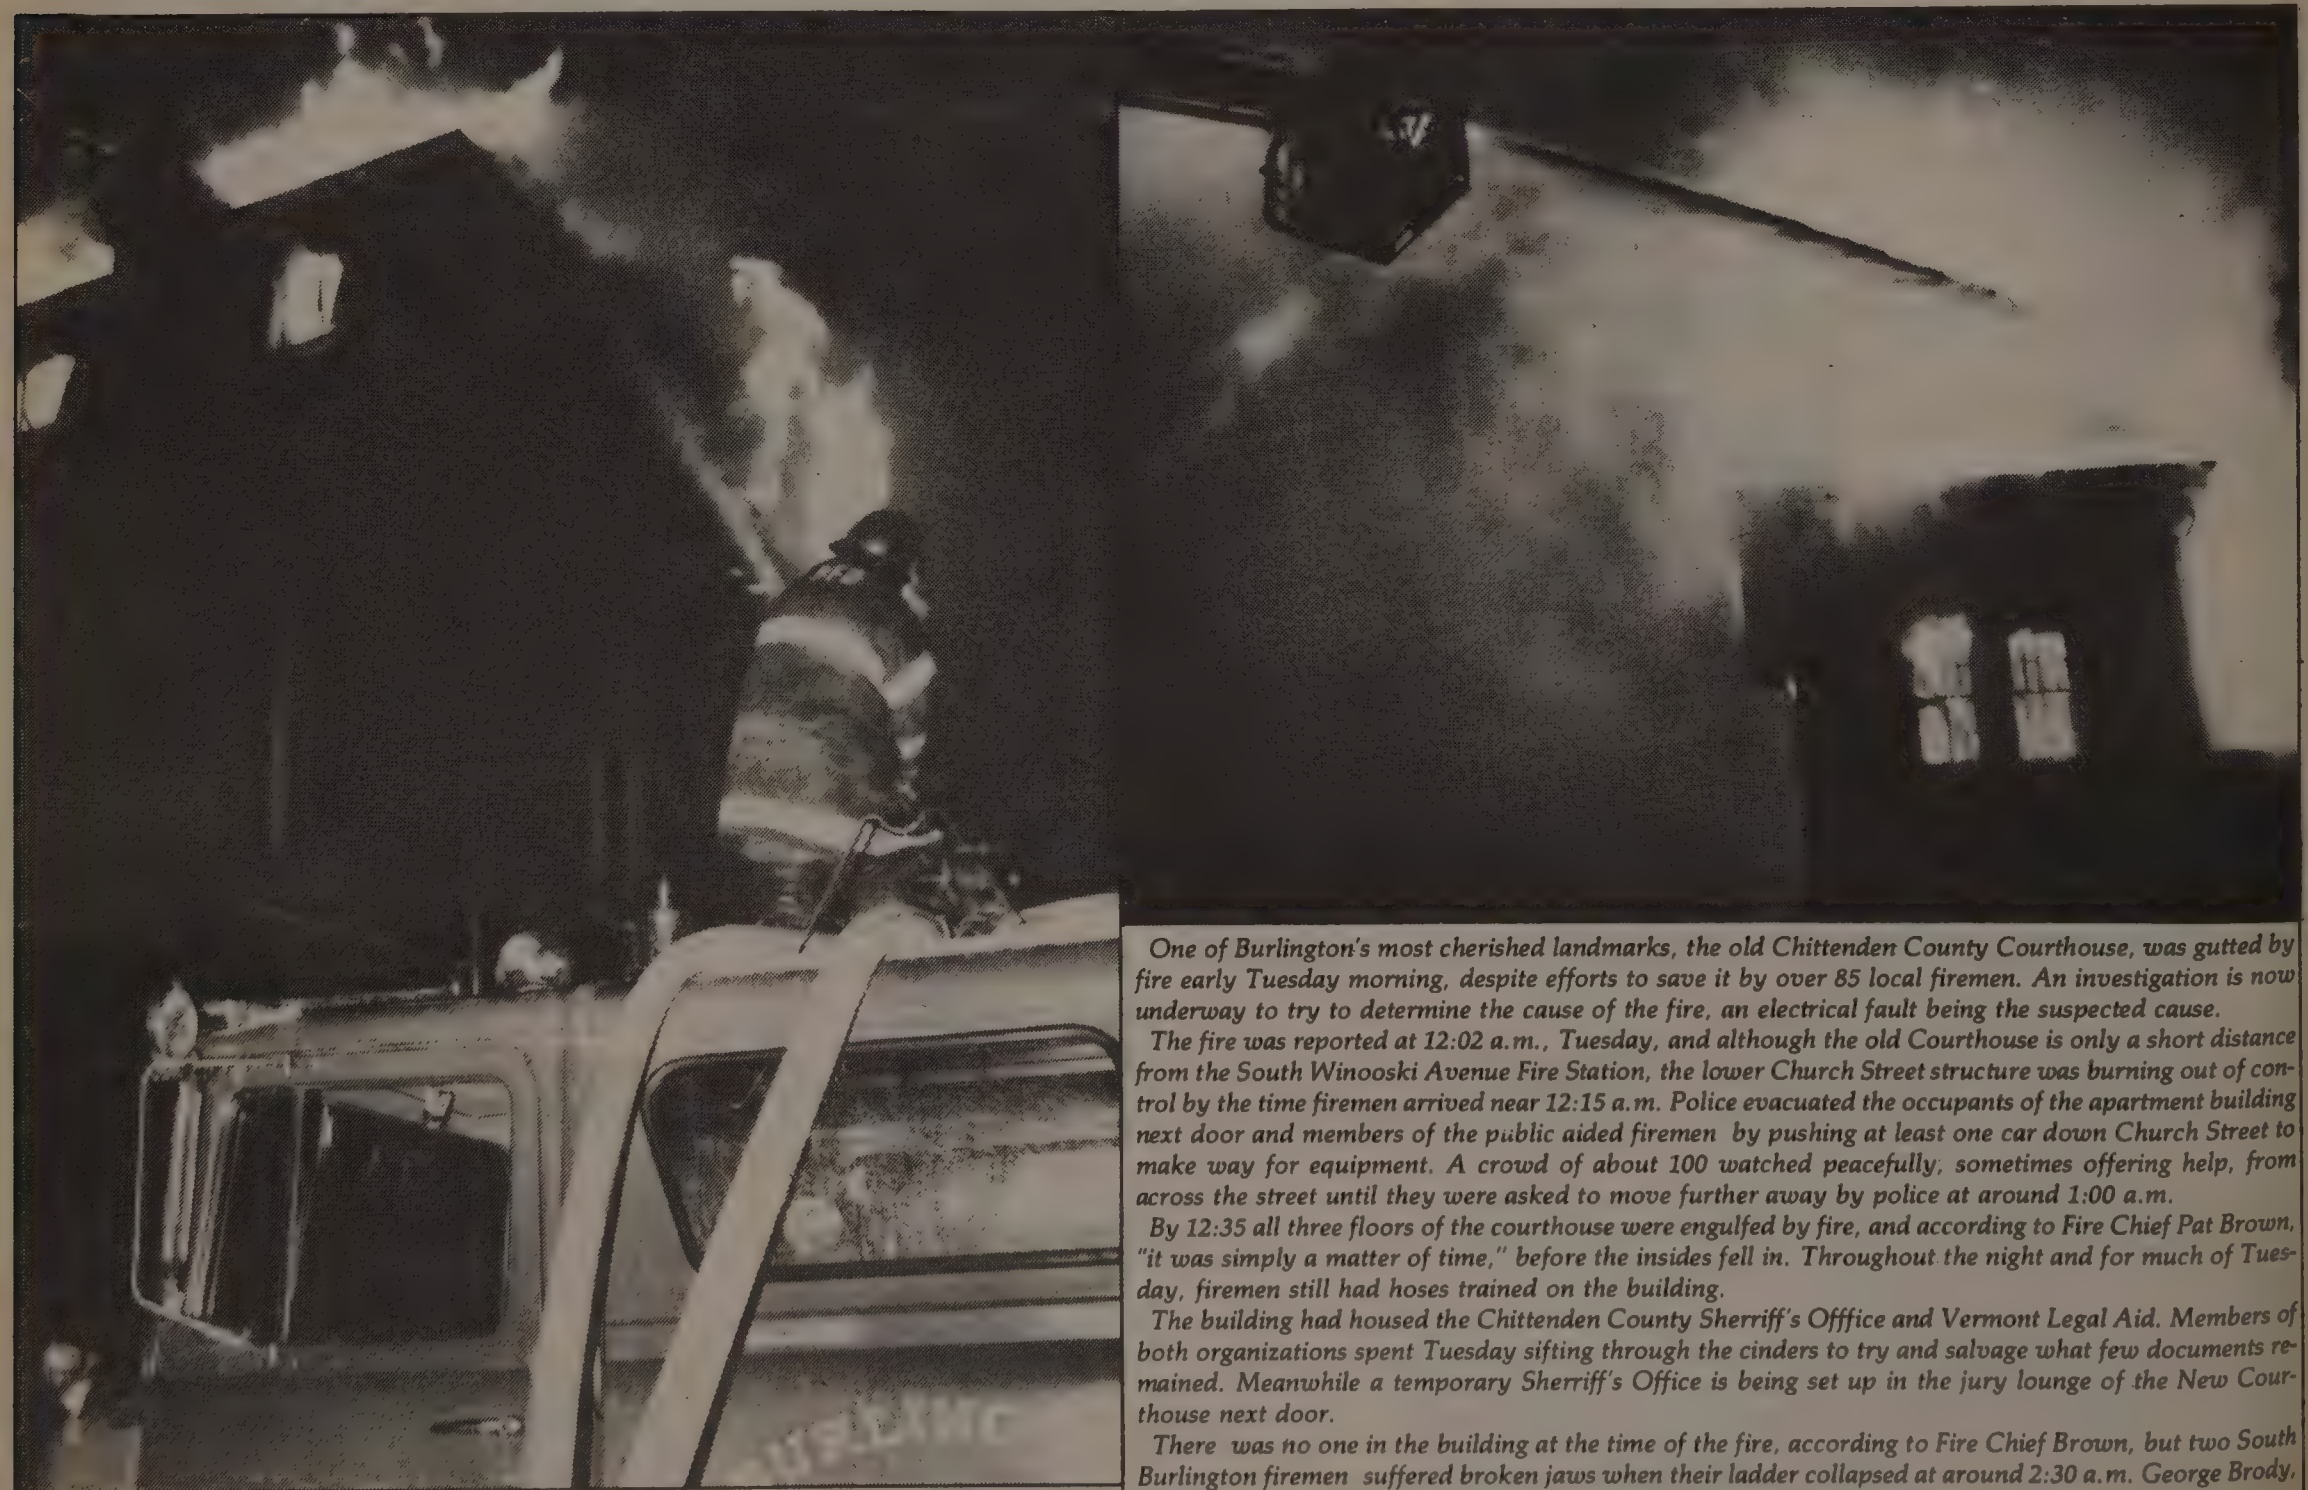 One of Burlington's most cherished landmarks, the old Chittenden County Courthouse, was gutted by
fire early Tuesday morning, despite efforts to save it by over 85 local firemen. An investigation is now
underway to try to determine the cause of the fire, an electrical fault being the suspected cause.
The fire was reported at 12:02 a.m., Tuesday, and although the old Courthouse is only a short distance
from the South Winooski Avenue Fire Station, the lower Church Street structure was burning out of con-
trol by the time firemen arrived near 12:15 a.m. Police evacuated the occupants of the apartment building
next door and members of the public aided firemen by pushing at least one car down Church Street to
make way for equipment. A crowd of about 100 watched peacefully, sometimes offering help, from
across the street until they were asked to move further away by police at around 1:00 a.m.
By 12:35 all three floors of the courthouse were engulfed by fire, and according to Fire Chief Pat Brown,
"it was simply a matter of time," before the insides fell in. Throughout the night and for much of Tues-
day, firemen still had hoses trained on the building.
The building had housed the Chittenden County Sherriff's Offfice and Vermont Legal Aid. Members of
both organizations spent Tuesday sifting through the cinders to try and salvage what few documents re-
mained. Meanwhile a temporary Sherriff's Office is being set up in the jury lounge of the New Cour-
thouse next door.
There was no one in the building at the time of the fire, according to Fire Chief Brown, but two South
Burlington firemen suffered broken jaws when their ladder collapsed at around 2:30 a.m. George Brody,